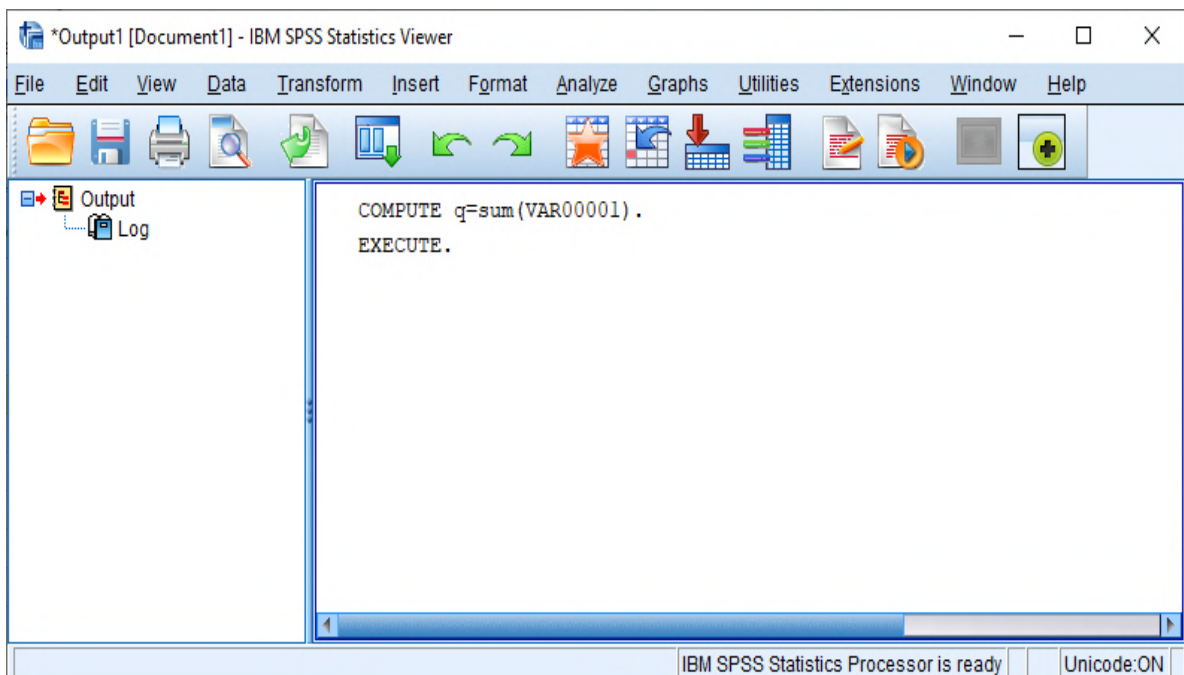 *Output1 [Document1] - IBM SPSS Statistics Viewer
File Edit View Data Transform Insert Format Analyze Graphs Utilities Extensions Window Help
Output
Log
COMPUTE q=sum(VAR00001).
EXECUTE.
IBM SPSS Statistics Processor is ready Unicode:ON